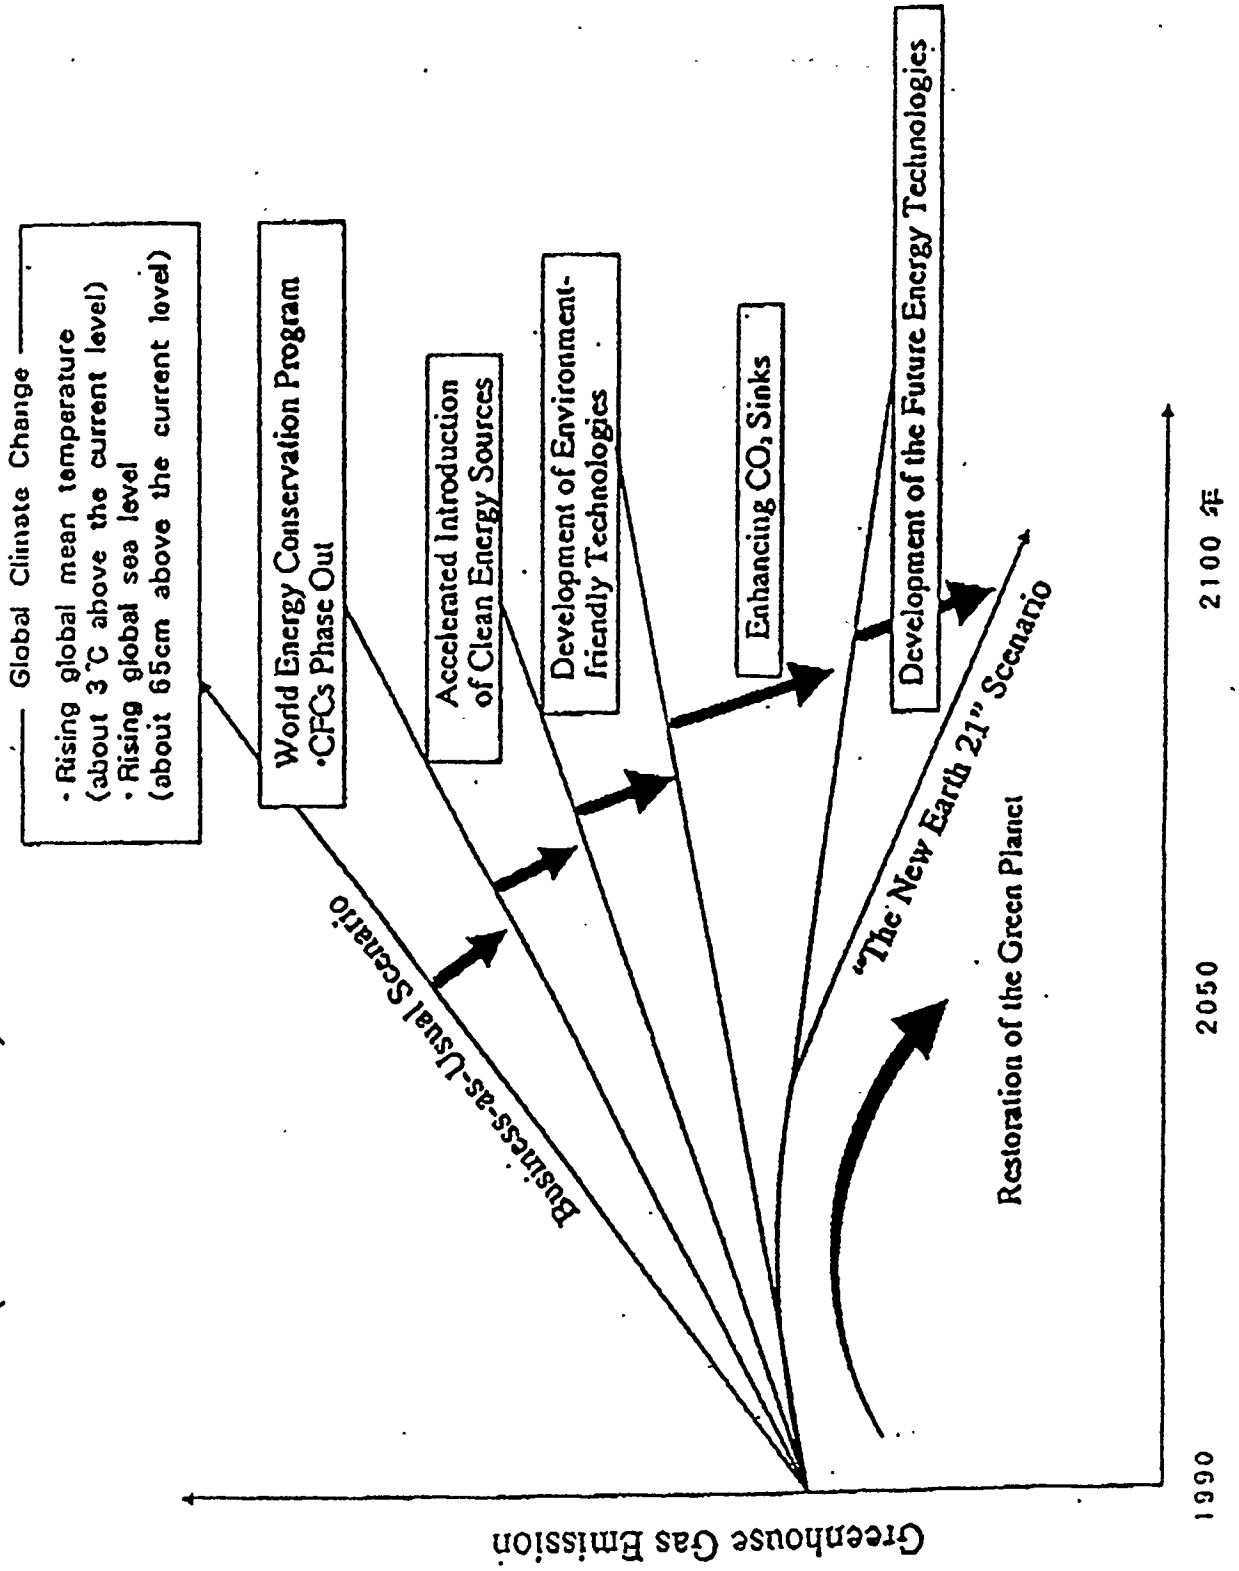 Global Climate Change
・Rising global mean temperature
(about 3℃ above the current level)
・Rising global sea level
(about 65cm above the current level)
World Energy Conservation Program
・CFCs Phase Out
Accelerated Introduction
of Clean Energy Sources
Development of Environment-
friendly Technologies
Enhancing CO₂ Sinks
Development of the Future Energy Technologies
Business-as-Usual Scenario
"The New Earth 21" Scenario
Restoration of the Green Planet
Greenhouse Gas Emission
1990
2050
2100 年